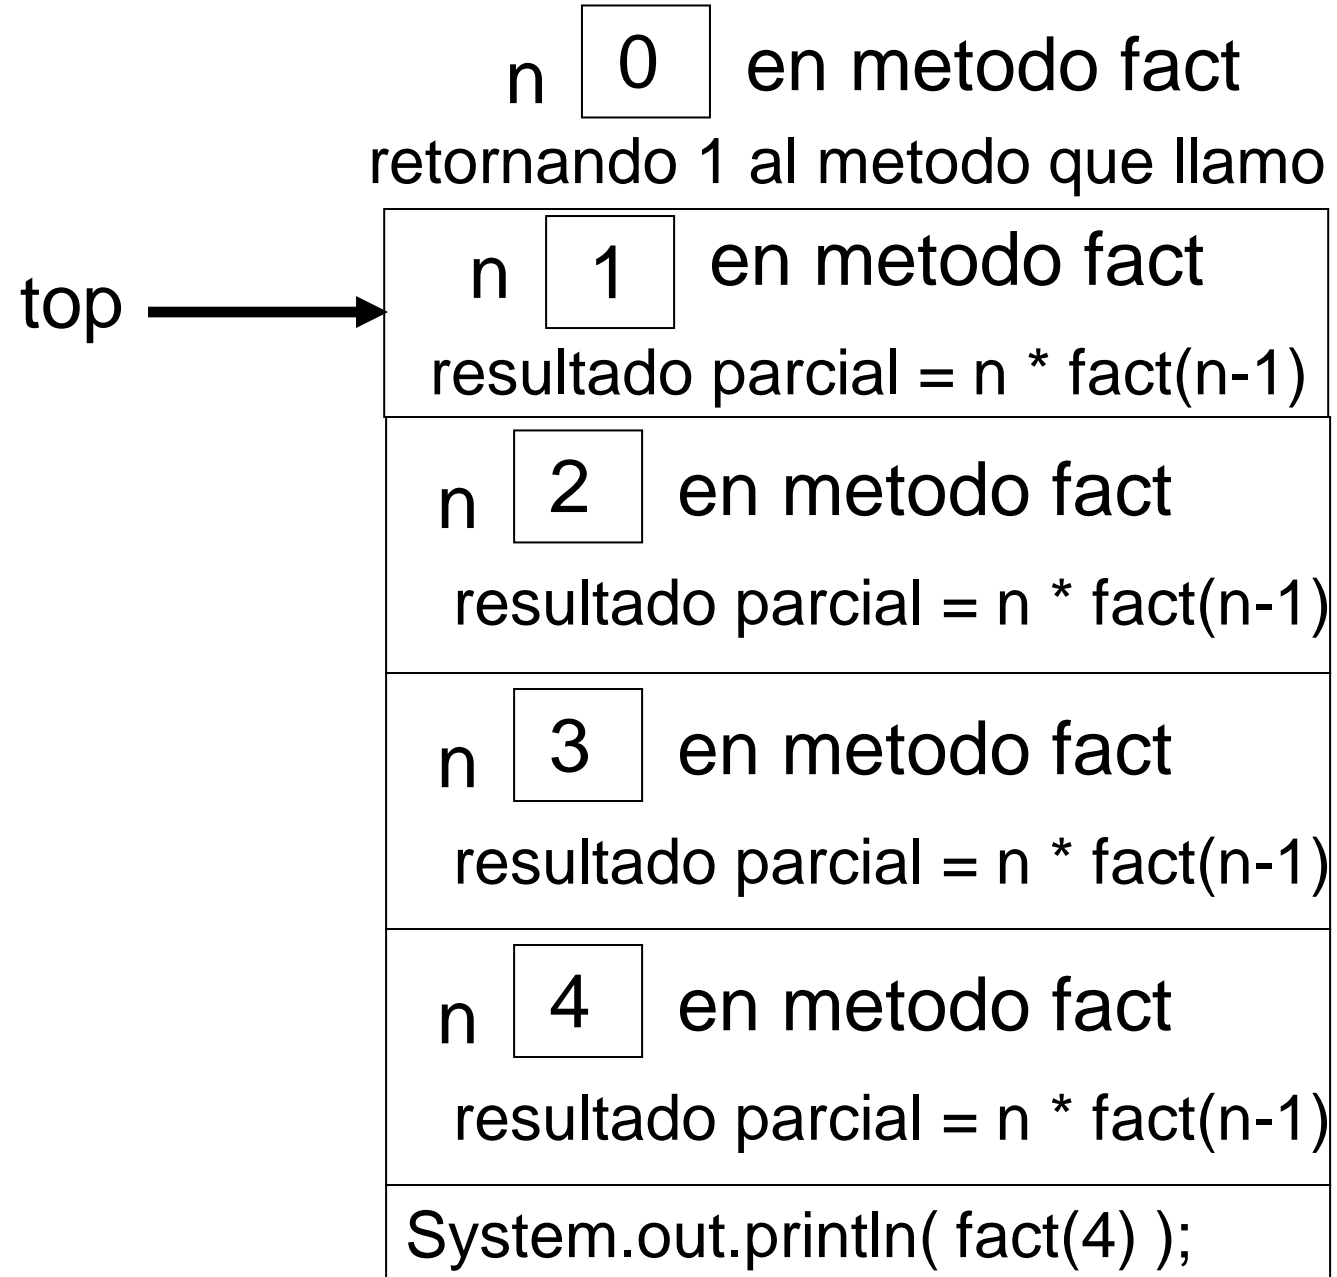 n 0 en metodo fact
retornando 1 al metodo que llamo
n 1 en metodo fact
top
resultado parcial = n * fact(n-1)
n 2 en metodo fact
resultado parcial = n * fact(n-1)
n 3 en metodo fact
resultado parcial = n * fact(n-1)
n 4 en metodo fact
resultado parcial = n * fact(n-1)
System.out.println( fact(4) );